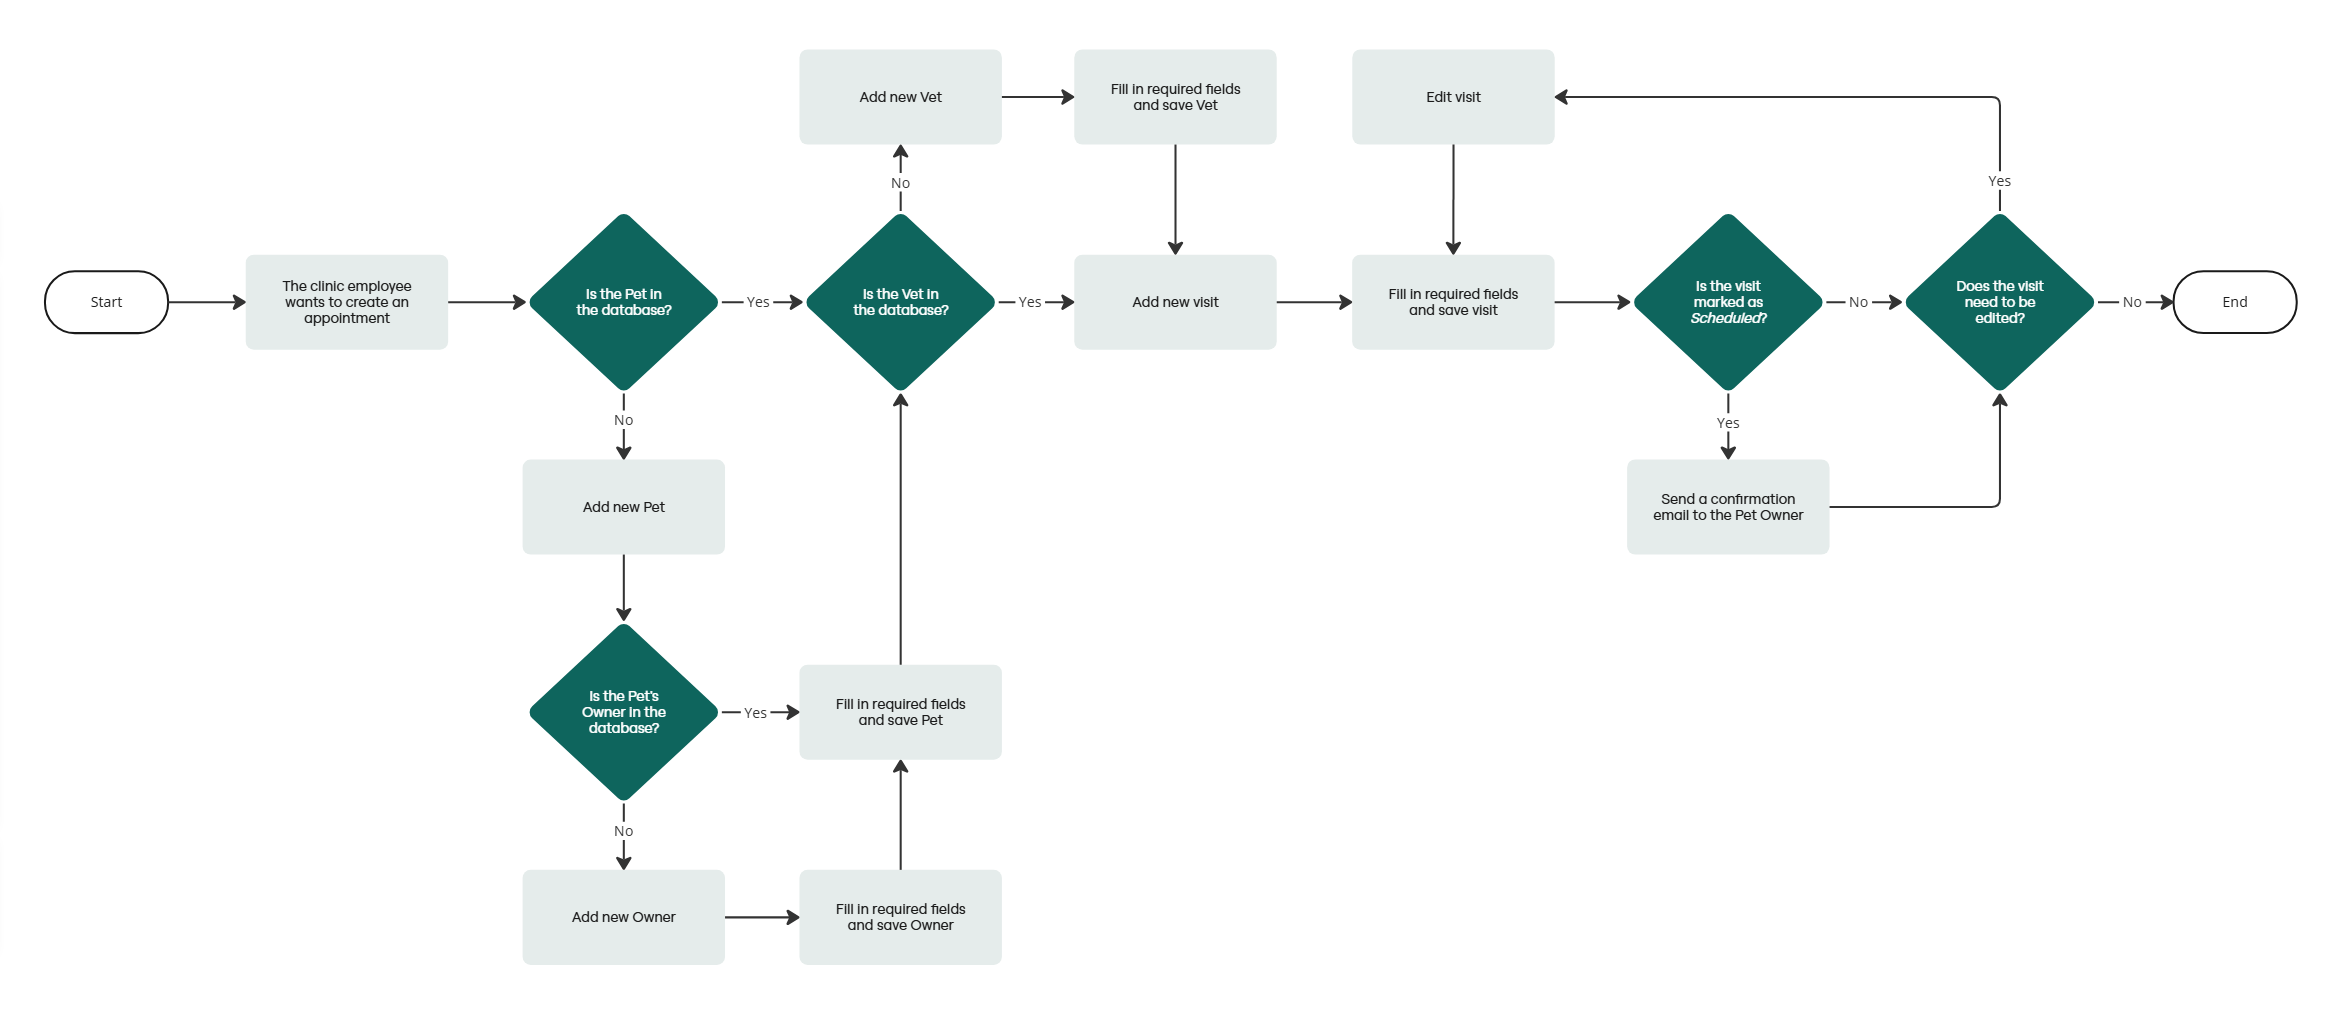 Add new Vet
Fill in required fields
and save Vet
Edit visit
No
Yes
Start
The clinic employee
wants to create an
appointment
Is the Pet in
the database?
Yes
Is the Vet in
the database?
Yes
Add new visit
Fill in required fields
and save visit
Is the visit
marked as
Scheduled?
No
Does the visit
need to be
edited?
No
End
No
Yes
Add new Pet
Send a confirmation
email to the Pet Owner
Is the Pet's
Owner in the
database?
Yes
Fill in required fields
and save Pet
No
Add new Owner
Fill in required fields
and save Owner